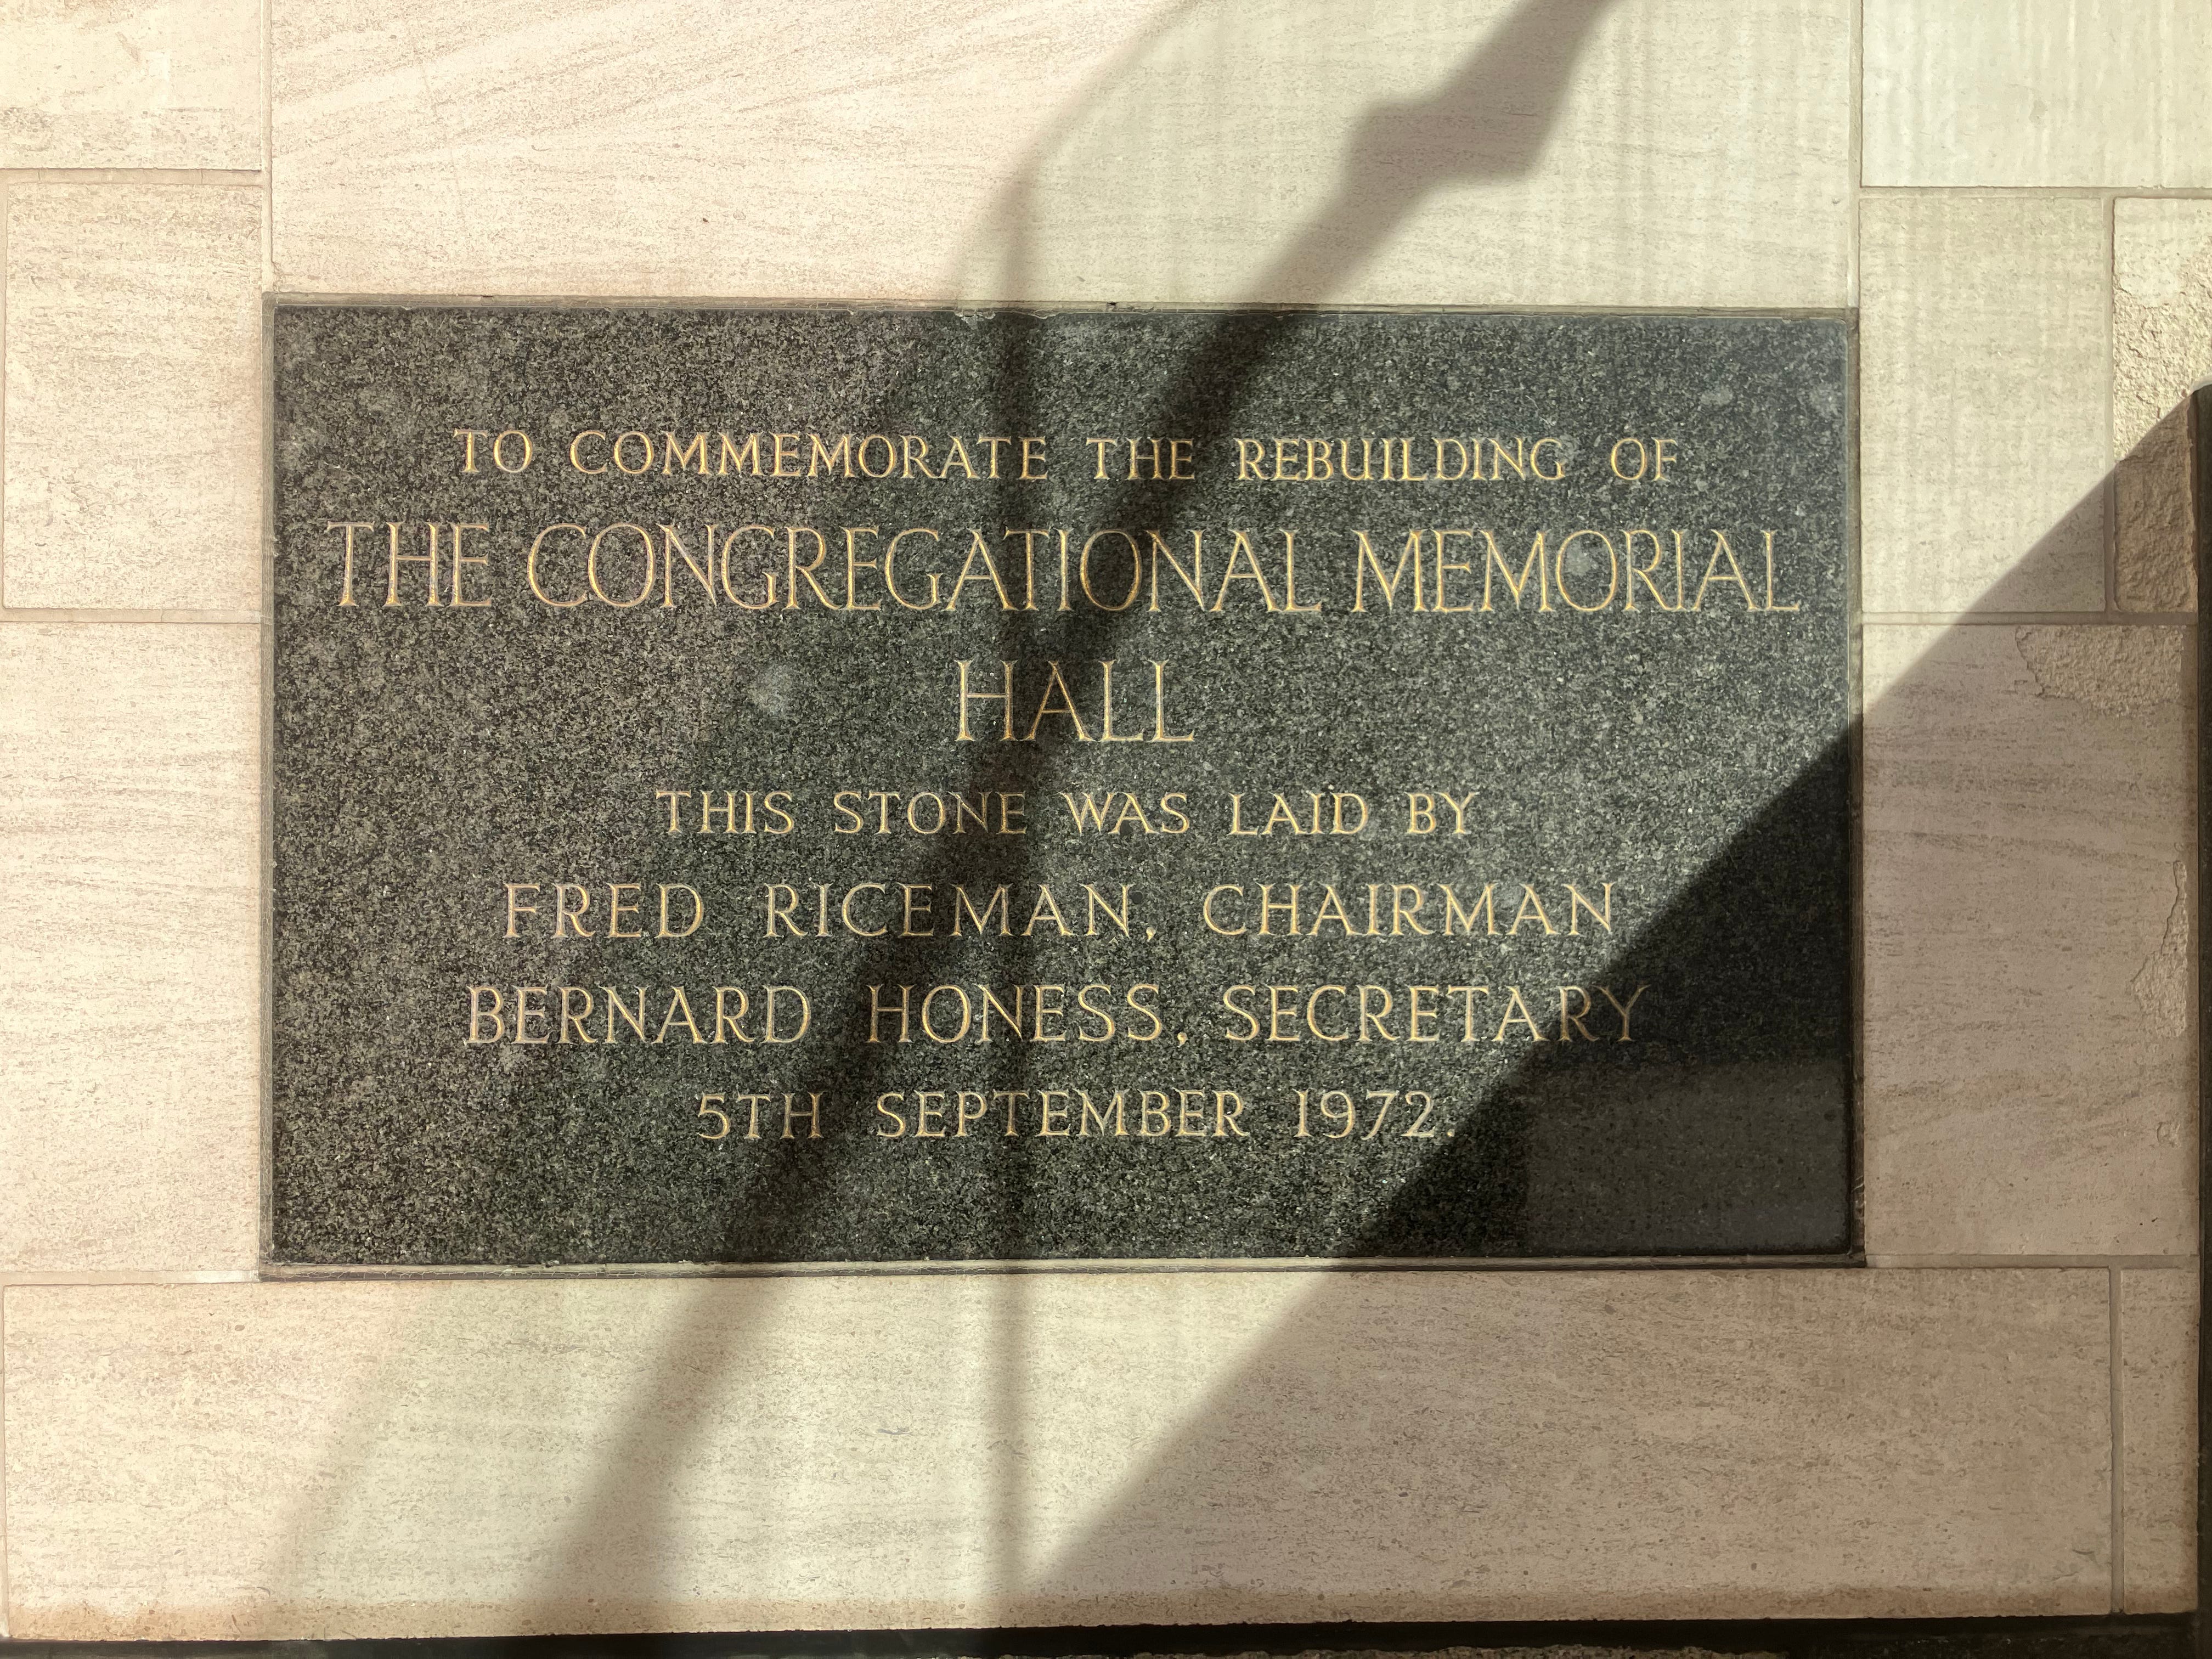 TO COMMEMORATE THE REBUILDING OF
THE CONGREGATIONAL MEMORIAL
HALL
THIS STONE WAS LAID BY
FRED RICEMAN, CHAIRMAN
BERNARD HONESS, SECRETARY
5TH SEPTEMBER 1972.